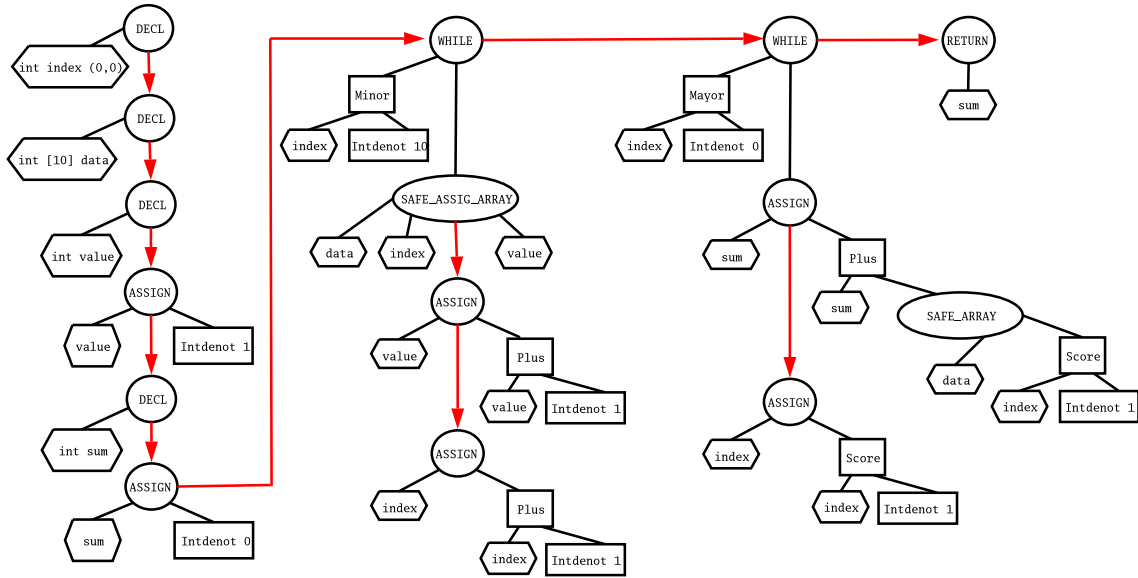 DECL
int index (0,0)
DECL
int [10] data
DECL
int value
ASSIGN
value
Intdenot 1
DECL
int sum
ASSIGN
sum
Intdenot 0
WHILE
Minor
index
Intdenot 10
SAFE_ASSIG_ARRAY
data
index
value
ASSIGN
value
Plus
value
Intdenot 1
ASSIGN
index
Plus
index
Intdenot 1
WHILE
Mayor
index
Intdenot 0
ASSIGN
sum
Plus
sum
SAFE_ARRAY
data
Score
index
Intdenot 1
ASSIGN
index
Score
index
Intdenot 1
RETURN
sum